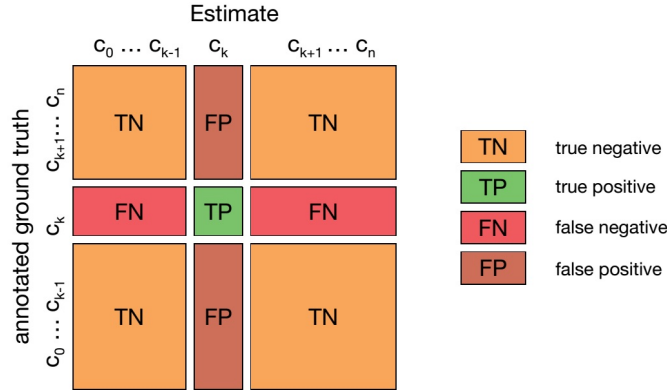 Estimate
c₀ … cₖ₋₁ cₖ cₖ₊₁ … cₙ
annotated ground truth
cₖ₊₁ … cₙ
TN FP TN
cₖ
FN TP FN
c₀ … cₖ₋₁
TN FP TN
TN true negative
TP true positive
FN false negative
FP false positive